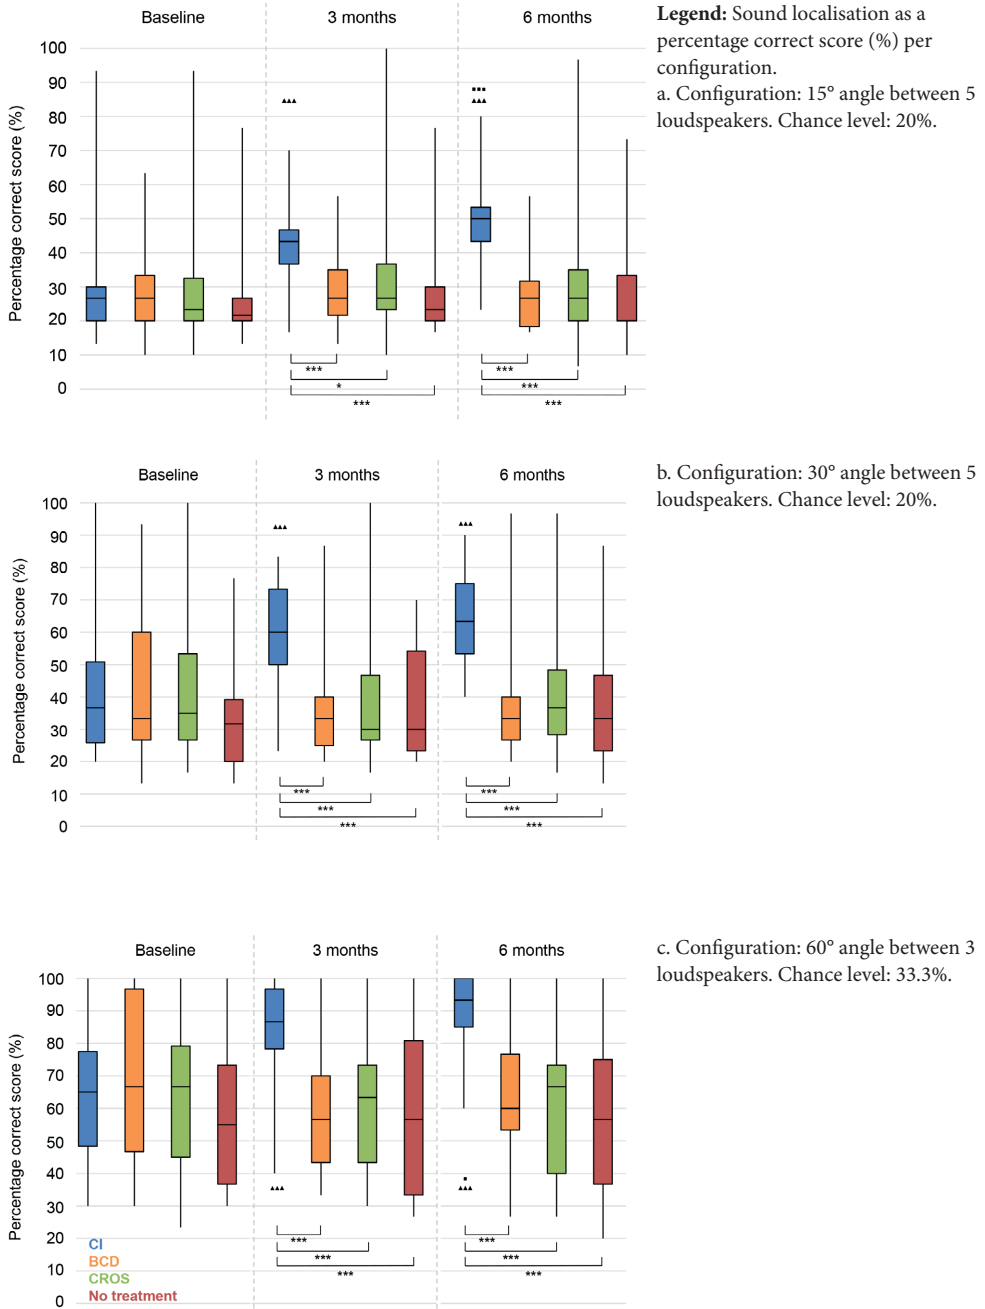 Baseline
3 months
6 months
Legend: Sound localisation as a
percentage correct score (%) per
configuration.
a. Configuration: 15° angle between 5
loudspeakers. Chance level: 20%.
Percentage correct score (%)
100
90
80
70
60
50
40
30
20
10
0
▴▴▴
▪▪▪
▴▴▴
***
*
***
***
***
***
Baseline
3 months
6 months
b. Configuration: 30° angle between 5
loudspeakers. Chance level: 20%.
Percentage correct score (%)
100
90
80
70
60
50
40
30
20
10
0
▴▴▴
▴▴▴
***
***
***
***
***
***
Baseline
3 months
6 months
c. Configuration: 60° angle between 3
loudspeakers. Chance level: 33.3%.
Percentage correct score (%)
100
90
80
70
60
50
40
30
20
10
0
▴▴▴
▪
▴▴▴
***
***
***
***
***
***
CI
BCD
CROS
No treatment